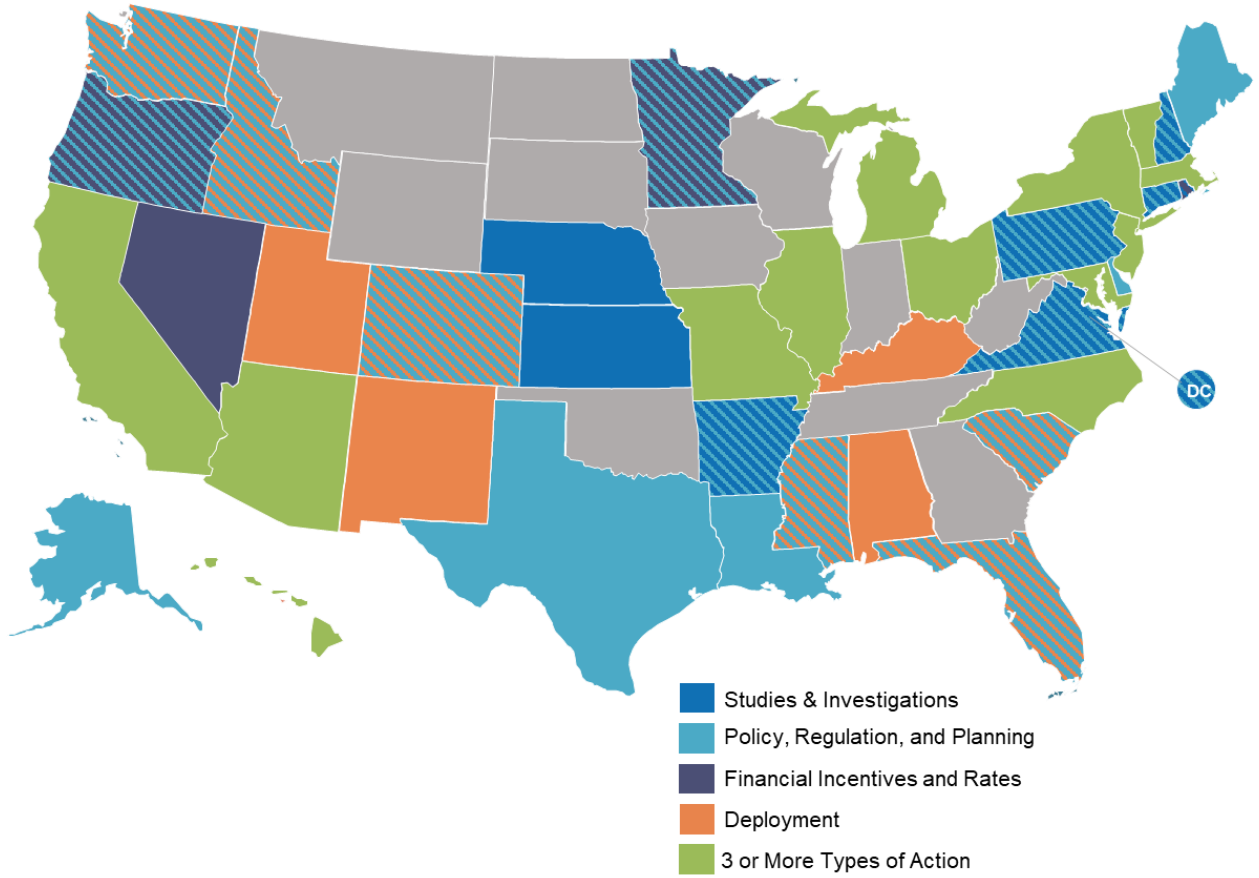 DC
Studies & Investigations
Policy, Regulation, and Planning
Financial Incentives and Rates
Deployment
3 or More Types of Action